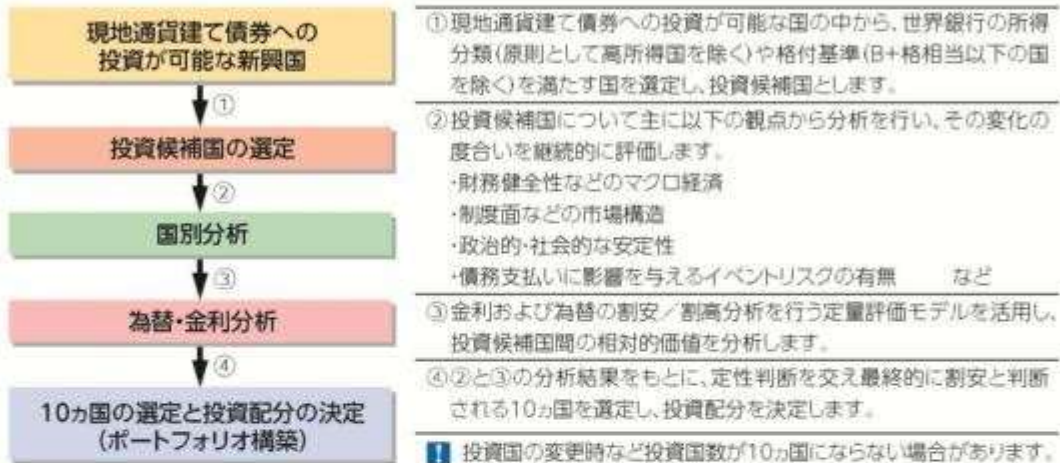 現地通貨建て債券への
投資が可能な新興国
①
投資候補国の選定
②
国別分析
③
為替・金利分析
④
10ヵ国の選定と投資配分の決定
(ポートフォリオ構築)
①現地通貨建て債券への投資が可能な国の中から、世界銀行の所得
分類(原則として高所得国を除く)や格付基準(B+格相当以下の国
を除く)を満たす国を選定し、投資候補国とします。
②投資候補国について主に以下の観点から分析を行い、その変化の
度合いを継続的に評価します。
・財務健全性などのマクロ経済
・制度面などの市場構造
・政治的・社会的な安定性
・債務支払いに影響を与えるイベントリスクの有無 など
③金利および為替の割安/割高分析を行う定量評価モデルを活用し、
投資候補国間の相対的価値を分析します。
④②と③の分析結果をもとに、定性判断を交え最終的に割安と判断
される10ヵ国を選定し、投資配分を決定します。
! 投資国の変更時など投資国数が10ヵ国にならない場合があります。